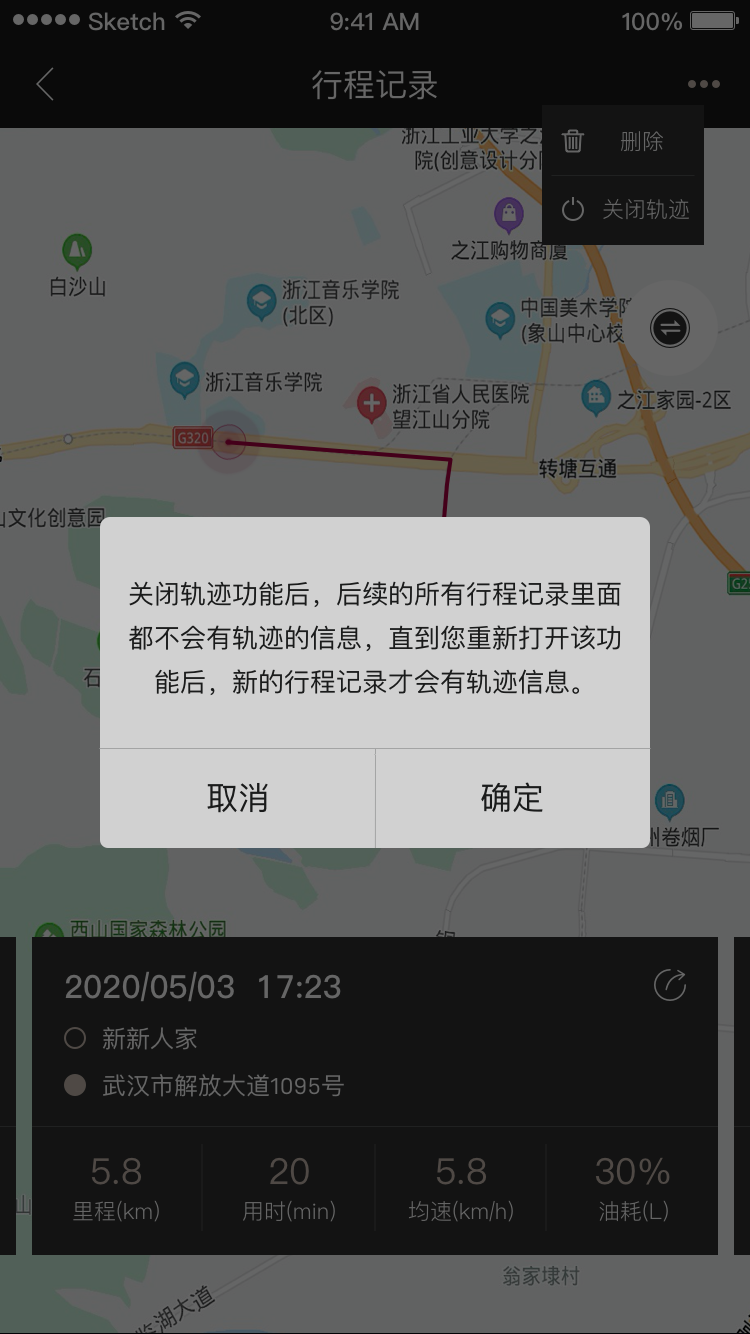 Sketch
9:41 AM
100%
行程记录
删除
关闭轨迹
浙江工业大学之
院(创意设计分
之江购物商厦
白沙山
浙江音乐学院
(北区)
中国美术学院
(象山中心校
浙江音乐学院
浙江省人民医院
望江山分院
之江家园-2区
G320
转塘互通
山文化创意园
G2
石
关闭轨迹功能后，后续的所有行程记录里面
都不会有轨迹的信息，直到您重新打开该功
能后，新的行程记录才会有轨迹信息。
取消
确定
州卷烟厂
西山国家森林公园
2020/05/03 17:23
新新人家
武汉市解放大道1095号
5.8
里程(km)
20
用时(min)
5.8
均速(km/h)
30%
油耗(L)
山
翁家埭村
监湖大道